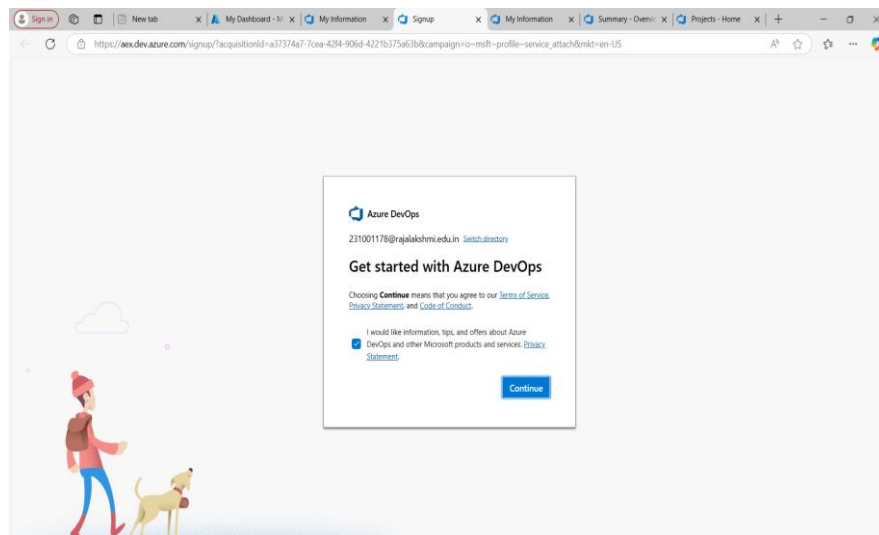 Sign in
New tab
My Dashboard - M
My Information
Signup
My Information
Summary - Overvie
Projects - Home
https://aex.dev.azure.com/signup/?acquisitionId=a37374a7-7cea-42f4-906d-4221b375a63b&campaign=o~msft~profile~service_attach&mkt=en-US
Azure DevOps
231001178@rajalakshmi.edu.in Switch directory
Get started with Azure DevOps
Choosing Continue means that you agree to our Terms of Service,
Privacy Statement, and Code of Conduct.
I would like information, tips, and offers about Azure
DevOps and other Microsoft products and services. Privacy
Statement.
Continue